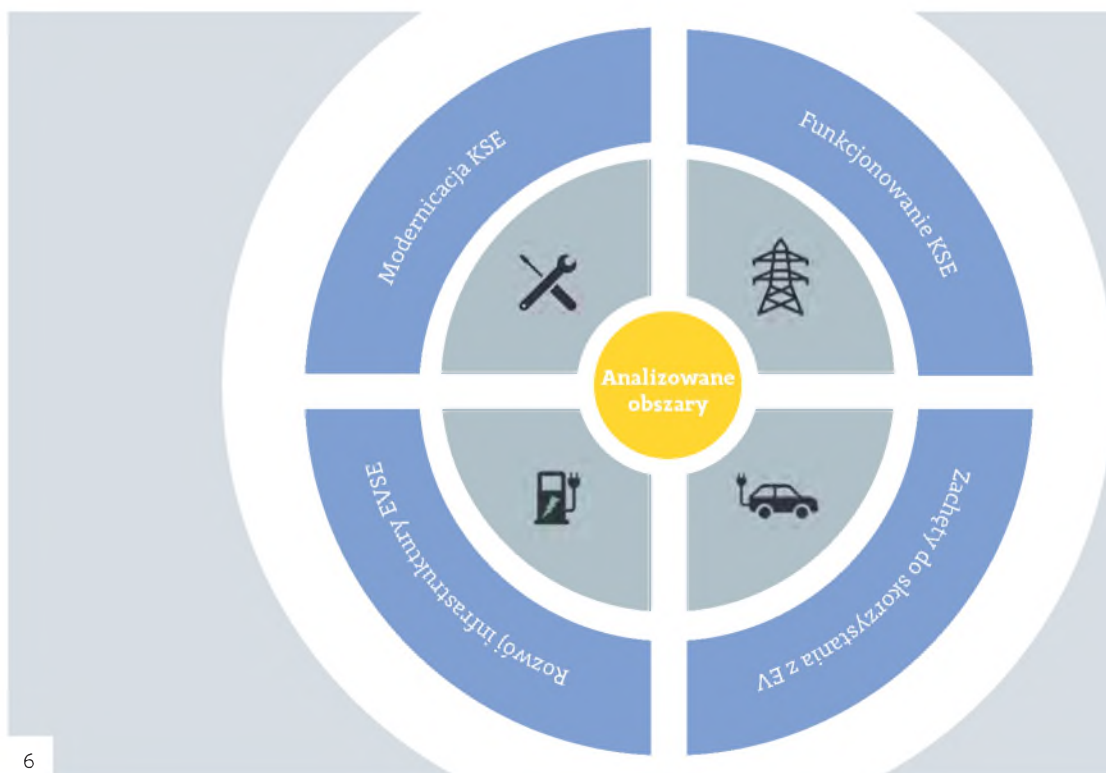 Modernicacja KSE
Funkcjonowanie KSE
Analizowane
obszary
Rozwój infrastruktury EVSE
Zachęty do skorzystania z EV
6